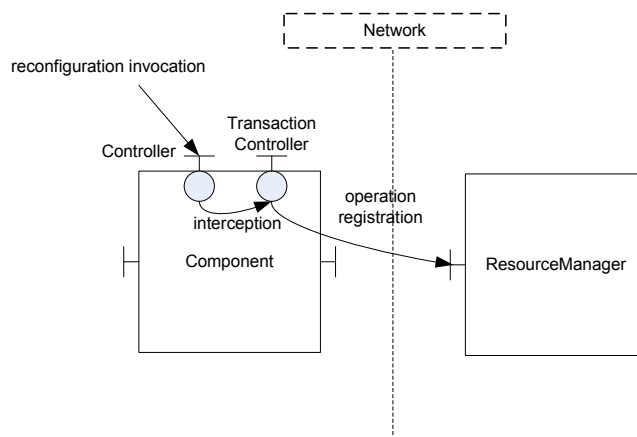 Network
reconfiguration invocation
Transaction
Controller
Controller
operation
registration
interception
Component
ResourceManager